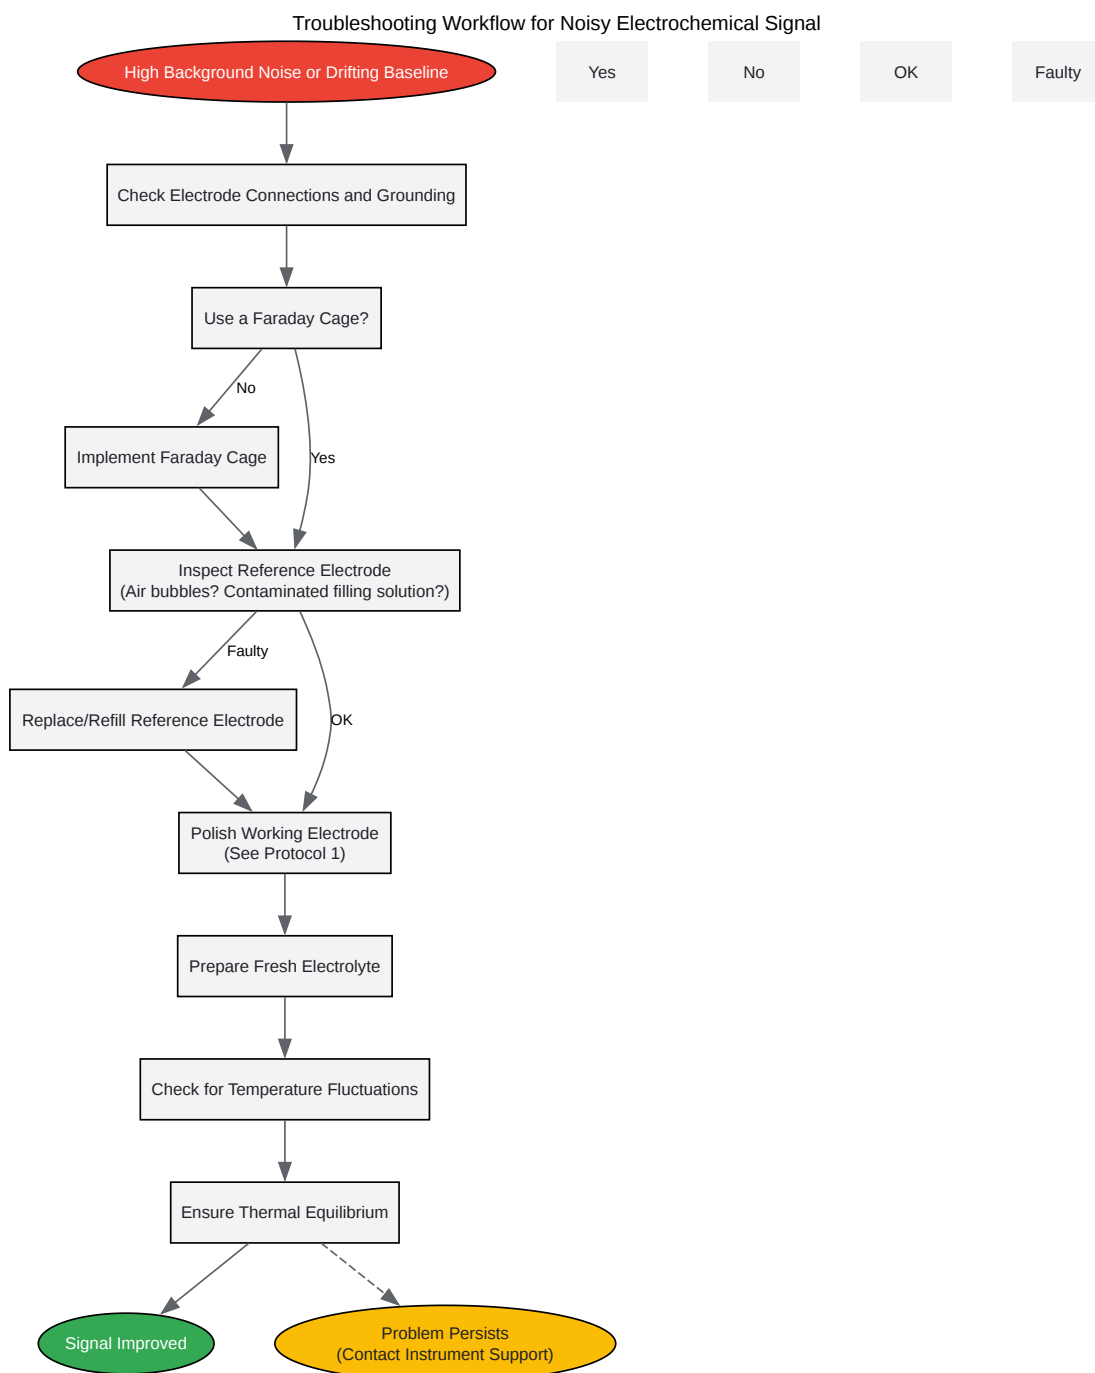 Troubleshooting Workflow for Noisy Electrochemical Signal
High Background Noise or Drifting Baseline
Yes
No
OK
Faulty
Check Electrode Connections and Grounding
Use a Faraday Cage?
No
Implement Faraday Cage
Yes
Inspect Reference Electrode
(Air bubbles? Contaminated filling solution?)
Faulty
Replace/Refill Reference Electrode
OK
Polish Working Electrode
(See Protocol 1)
Prepare Fresh Electrolyte
Check for Temperature Fluctuations
Ensure Thermal Equilibrium
Signal Improved
Problem Persists
(Contact Instrument Support)